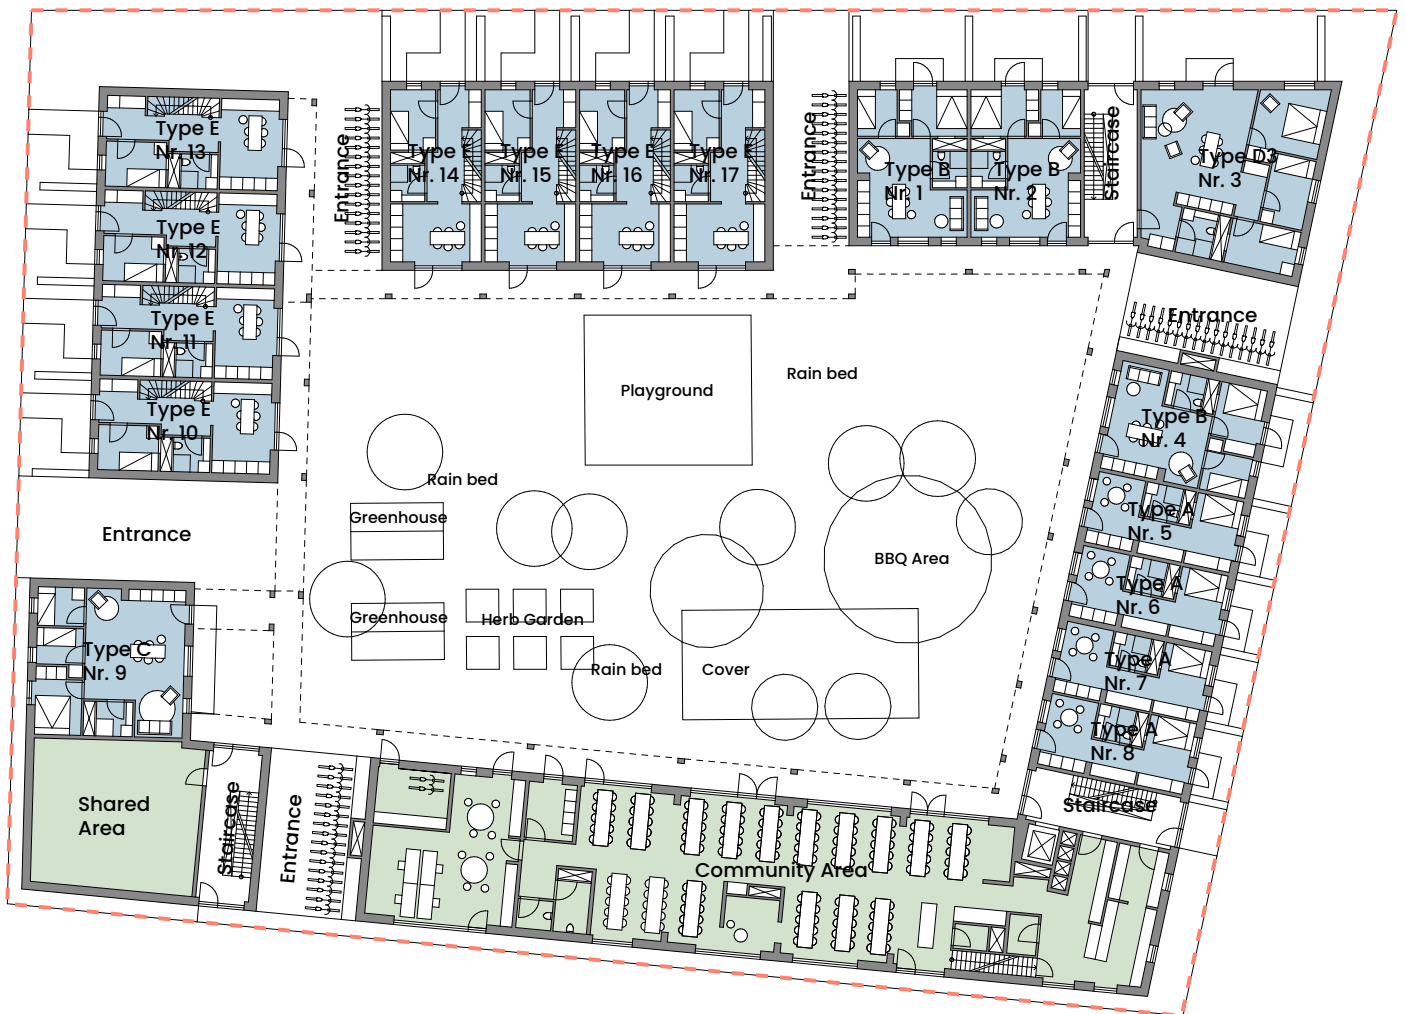 Type E
Nr. 13
Type E
Nr. 12
Type E
Nr. 11
Type E
Nr. 10
Entrance
Type E
Nr. 14
Type E
Nr. 15
Type E
Nr. 16
Type E
Nr. 17
Entrance
Type B
Nr. 1
Type B
Nr. 2
Staircase
Type D3
Nr. 3
Entrance
Playground
Rain bed
Rain bed
Greenhouse
Entrance
BBQ Area
Greenhouse
Herb Garden
Rain bed
Cover
Type B
Nr. 4
Type A
Nr. 5
Type A
Nr. 6
Type A
Nr. 7
Type A
Nr. 8
Staircase
Type C
Nr. 9
Shared
Area
Staircase
Entrance
Community Area